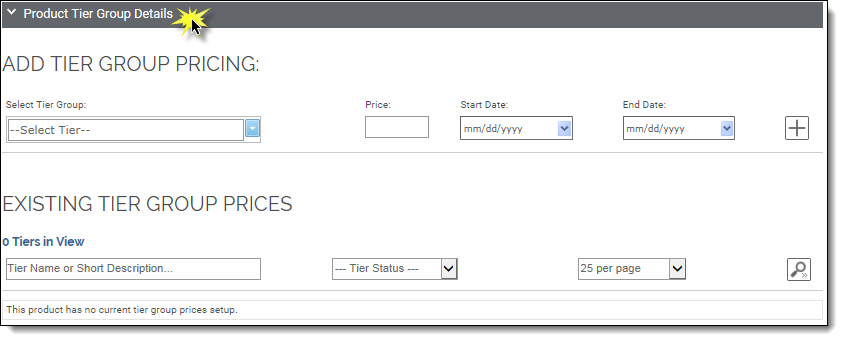 Product Tier Group Details
ADD TIER GROUP PRICING:
Select Tier Group: Price: Start Date: End Date:
--Select Tier-- mm/dd/yyyy mm/dd/yyyy
EXISTING TIER GROUP PRICES
0 Tiers in View
Tier Name or Short Description... --- Tier Status --- 25 per page
This product has no current tier group prices setup.